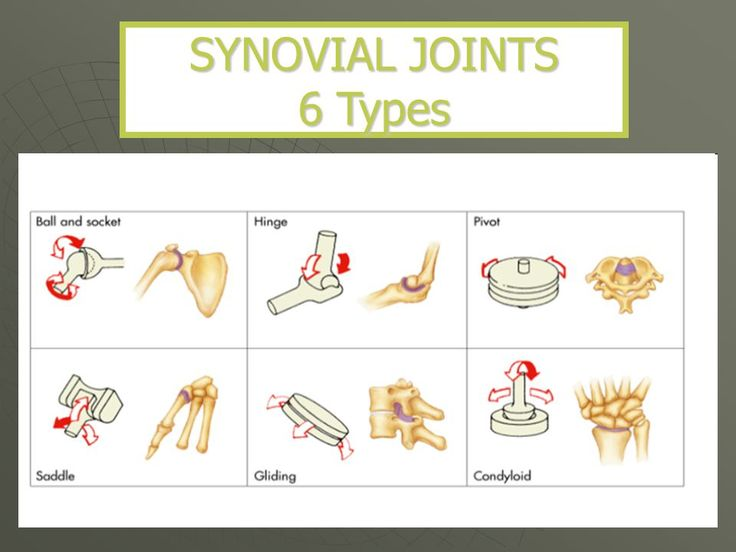 SYNOVIAL JOINTS
6 Types
Ball and socket
Hinge
Pivot
Saddle
Gliding
Condyloid